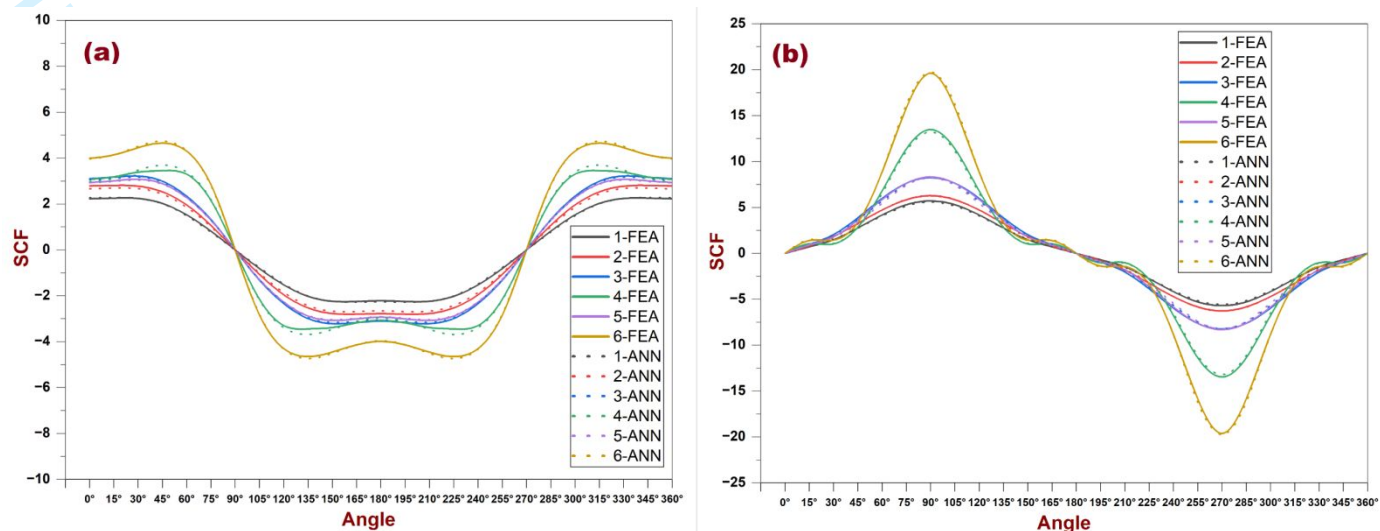 (a)
SCF
10
8
6
4
2
0
−2
−4
−6
−8
−10
1-FEA
2-FEA
3-FEA
4-FEA
5-FEA
6-FEA
1-ANN
2-ANN
3-ANN
4-ANN
5-ANN
6-ANN
0° 15° 30° 45° 60° 75° 90° 105° 120° 135° 150° 165° 180° 195° 210° 225° 240° 255° 270° 285° 300° 315° 330° 345° 360°
Angle
(b)
SCF
25
20
15
10
5
0
−5
−10
−15
−20
−25
1-FEA
2-FEA
3-FEA
4-FEA
5-FEA
6-FEA
1-ANN
2-ANN
3-ANN
4-ANN
5-ANN
6-ANN
0° 15° 30° 45° 60° 75° 90° 105° 120° 135° 150° 165° 180° 195° 210° 225° 240° 255° 270° 285° 300° 315° 330° 345° 360°
Angle